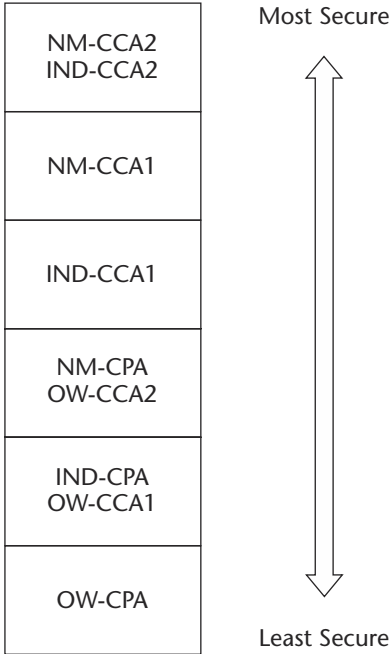 Most Secure
NM-CCA2
IND-CCA2
NM-CCA1
IND-CCA1
NM-CPA
OW-CCA2
IND-CPA
OW-CCA1
OW-CPA
Least Secure